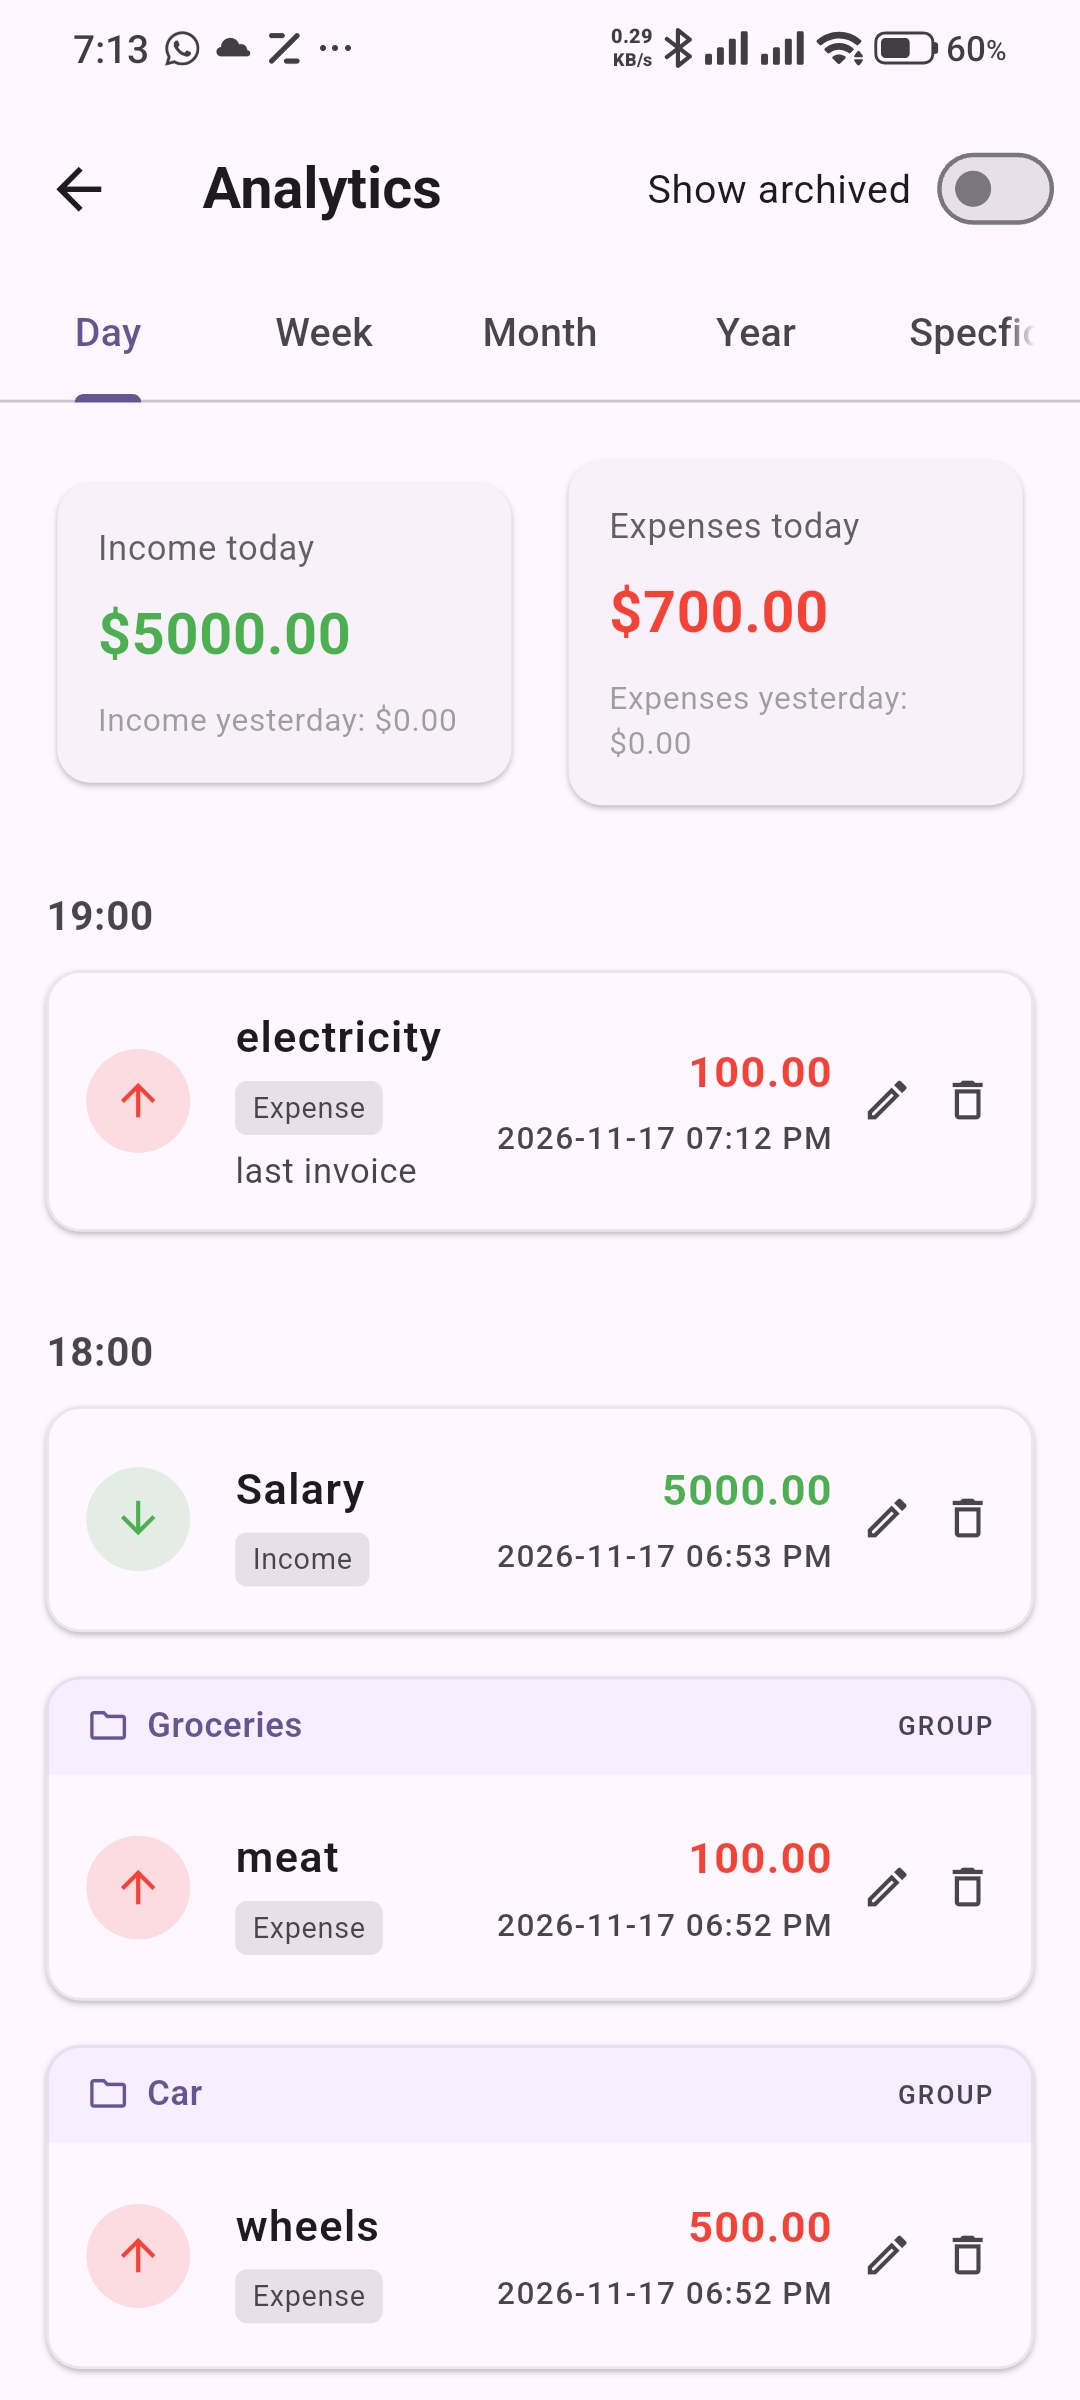 7:13
0.29
KB/s
60%
Analytics
Show archived
Day
Week
Month
Year
Specfic
Income today
$5000.00
Income yesterday: $0.00
Expenses today
$700.00
Expenses yesterday:
$0.00
19:00
electricity
Expense
last invoice
100.00
2026-11-17 07:12 PM
18:00
Salary
Income
5000.00
2026-11-17 06:53 PM
Groceries
GROUP
meat
Expense
100.00
2026-11-17 06:52 PM
Car
GROUP
wheels
Expense
500.00
2026-11-17 06:52 PM